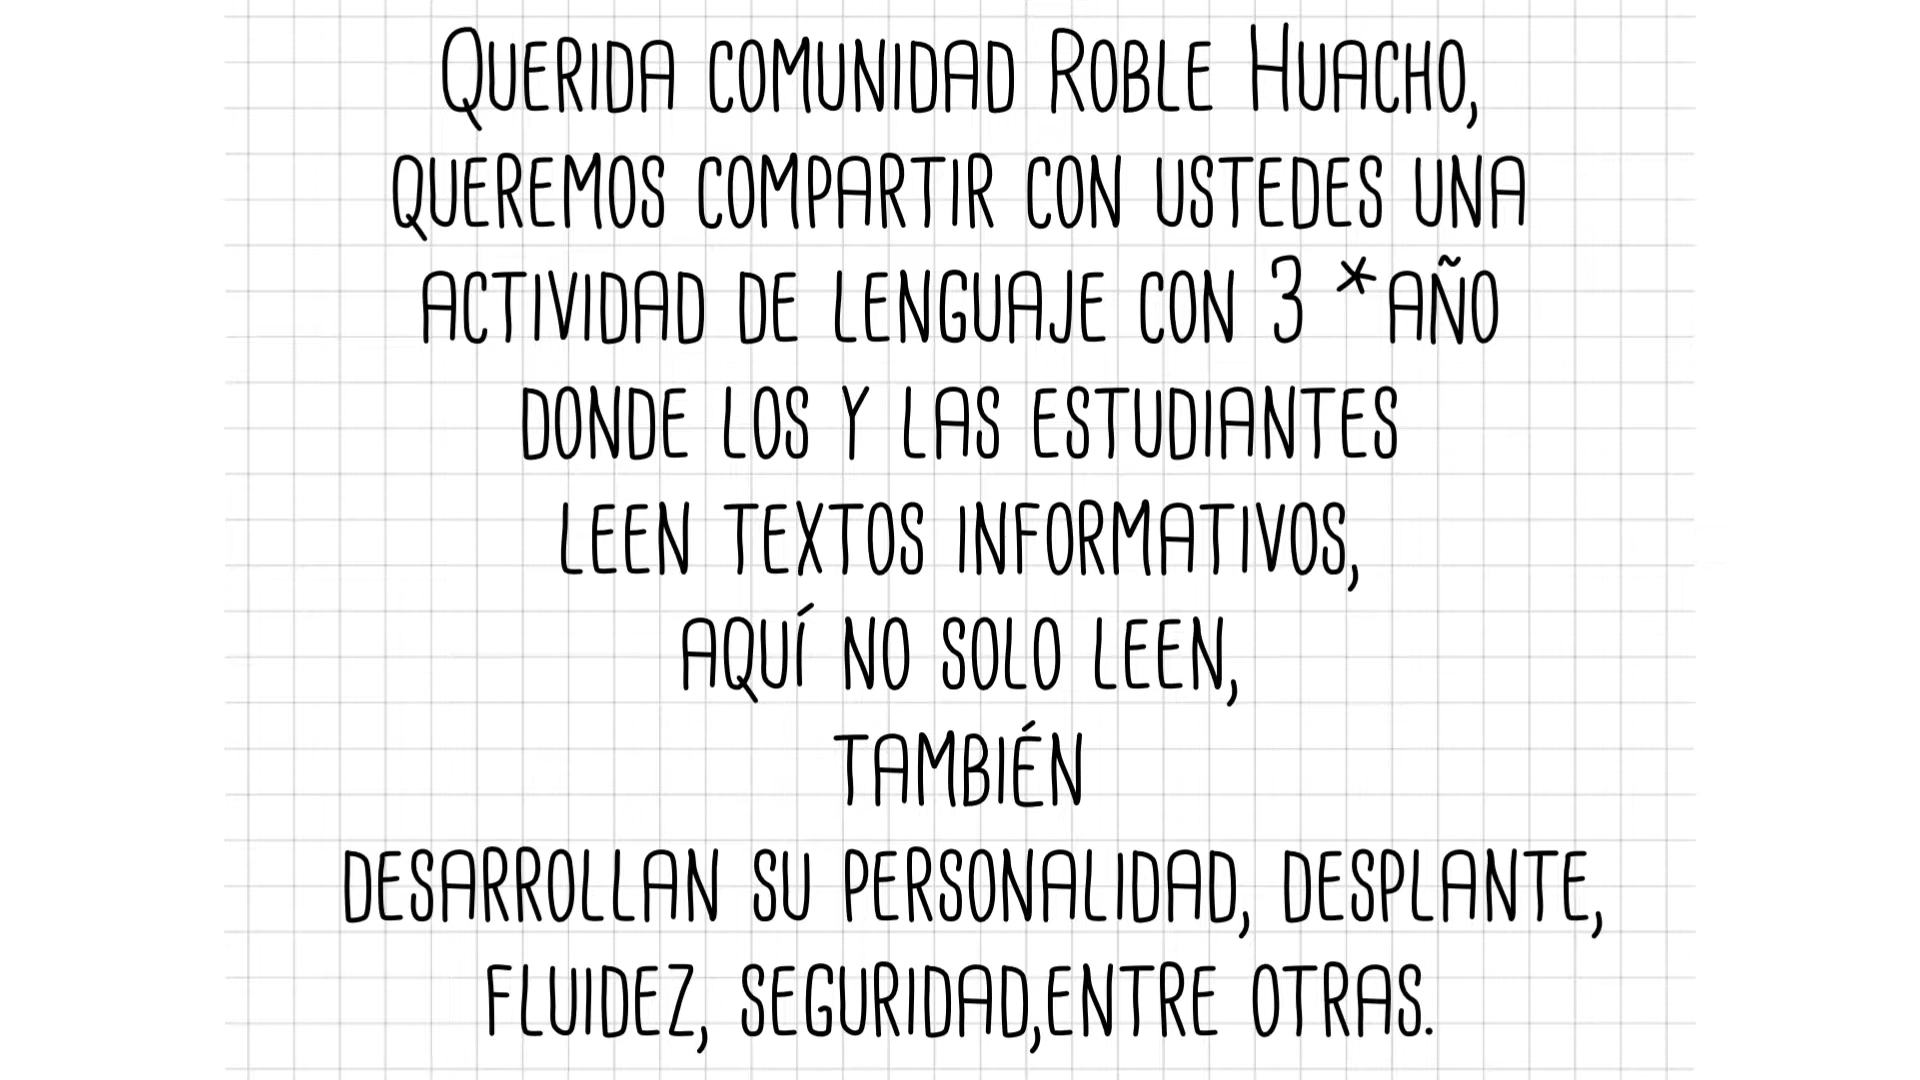 Querida comunidad Roble Huacho,
queremos compartir con ustedes una
actividad de lenguaje con 3 *año
donde los y las estudiantes
leen textos informativos,
aquí no solo leen,
también
desarrollan su personalidad, desplante,
fluidez, seguridad,entre otras.